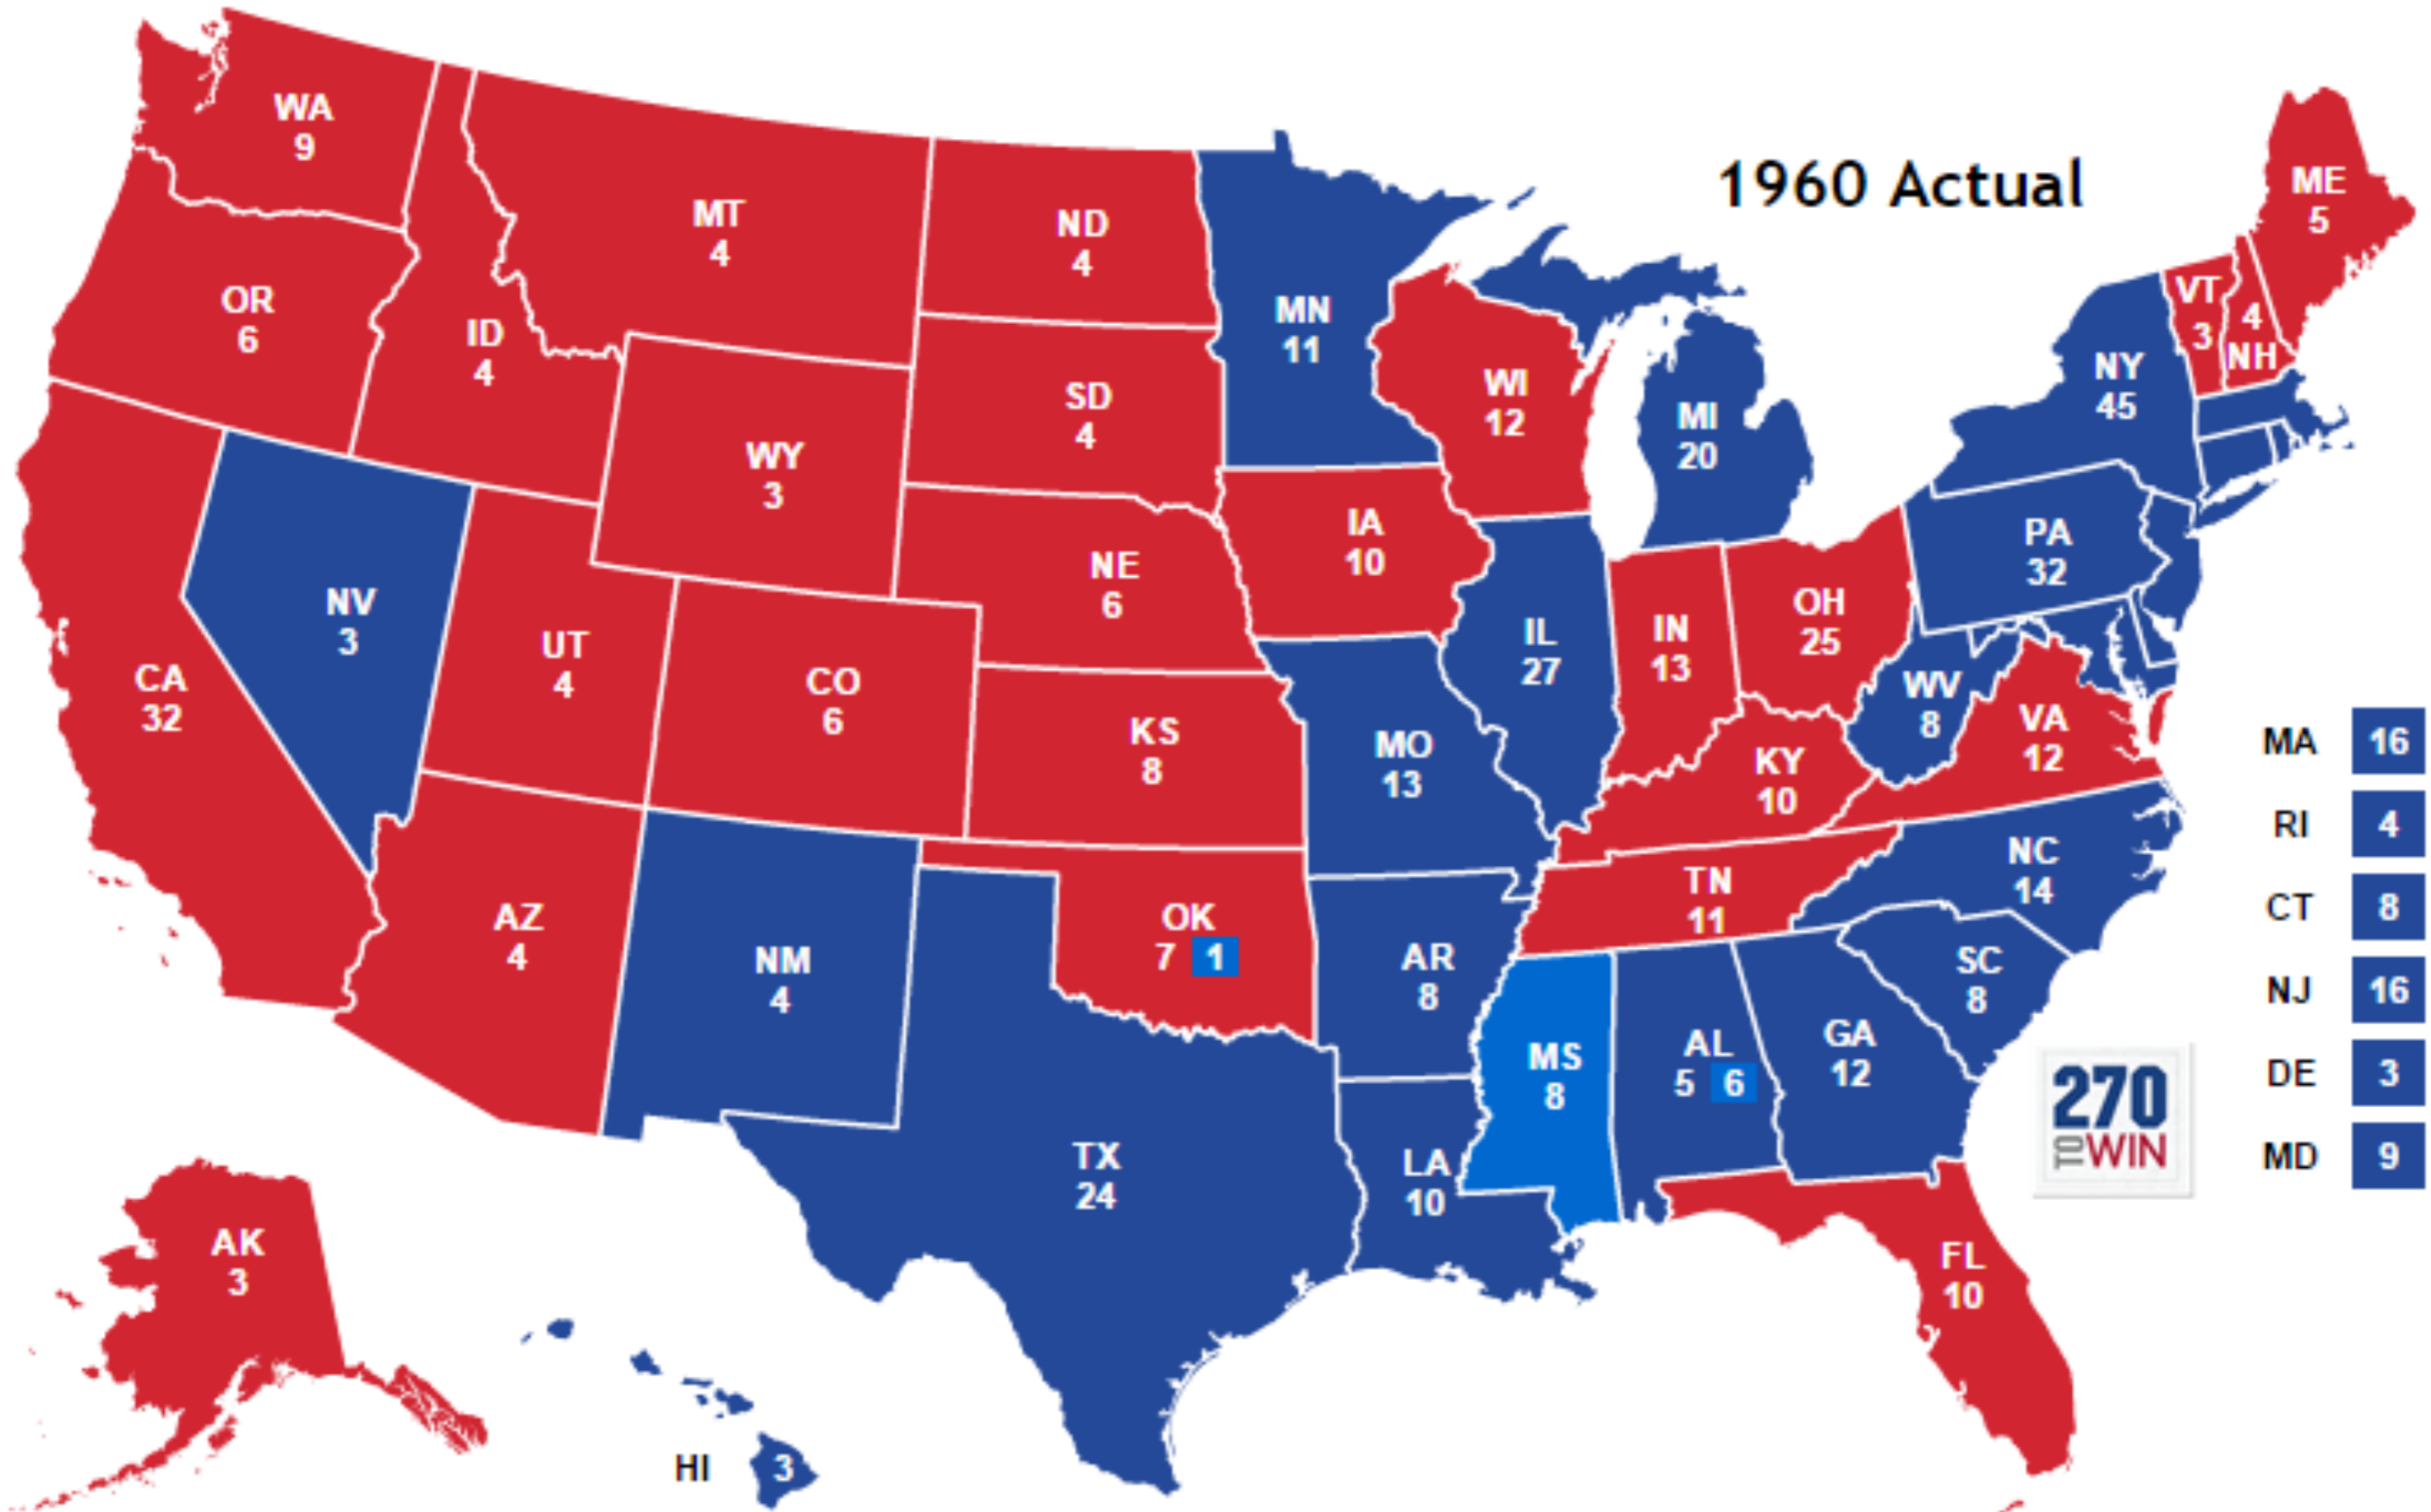 1960 Actual
WA
9
OR
6
ID
4
MT
4
ND
4
MN
11
WI
12
MI
20
ME
5
VT
3
4
NH
NY
45
WY
3
SD
4
NE
6
IA
10
PA
32
NV
3
CA
32
UT
4
CO
6
KS
8
MO
13
IL
27
IN
13
OH
25
WV
8
VA
12
KY
10
AZ
4
NM
4
OK
7 1
AR
8
TN
11
NC
14
SC
8
MS
8
AL
5 6
GA
12
TX
24
LA
10
FL
10
AK
3
HI 3
MA 16
RI 4
CT 8
NJ 16
DE 3
MD 9
270
TO WIN